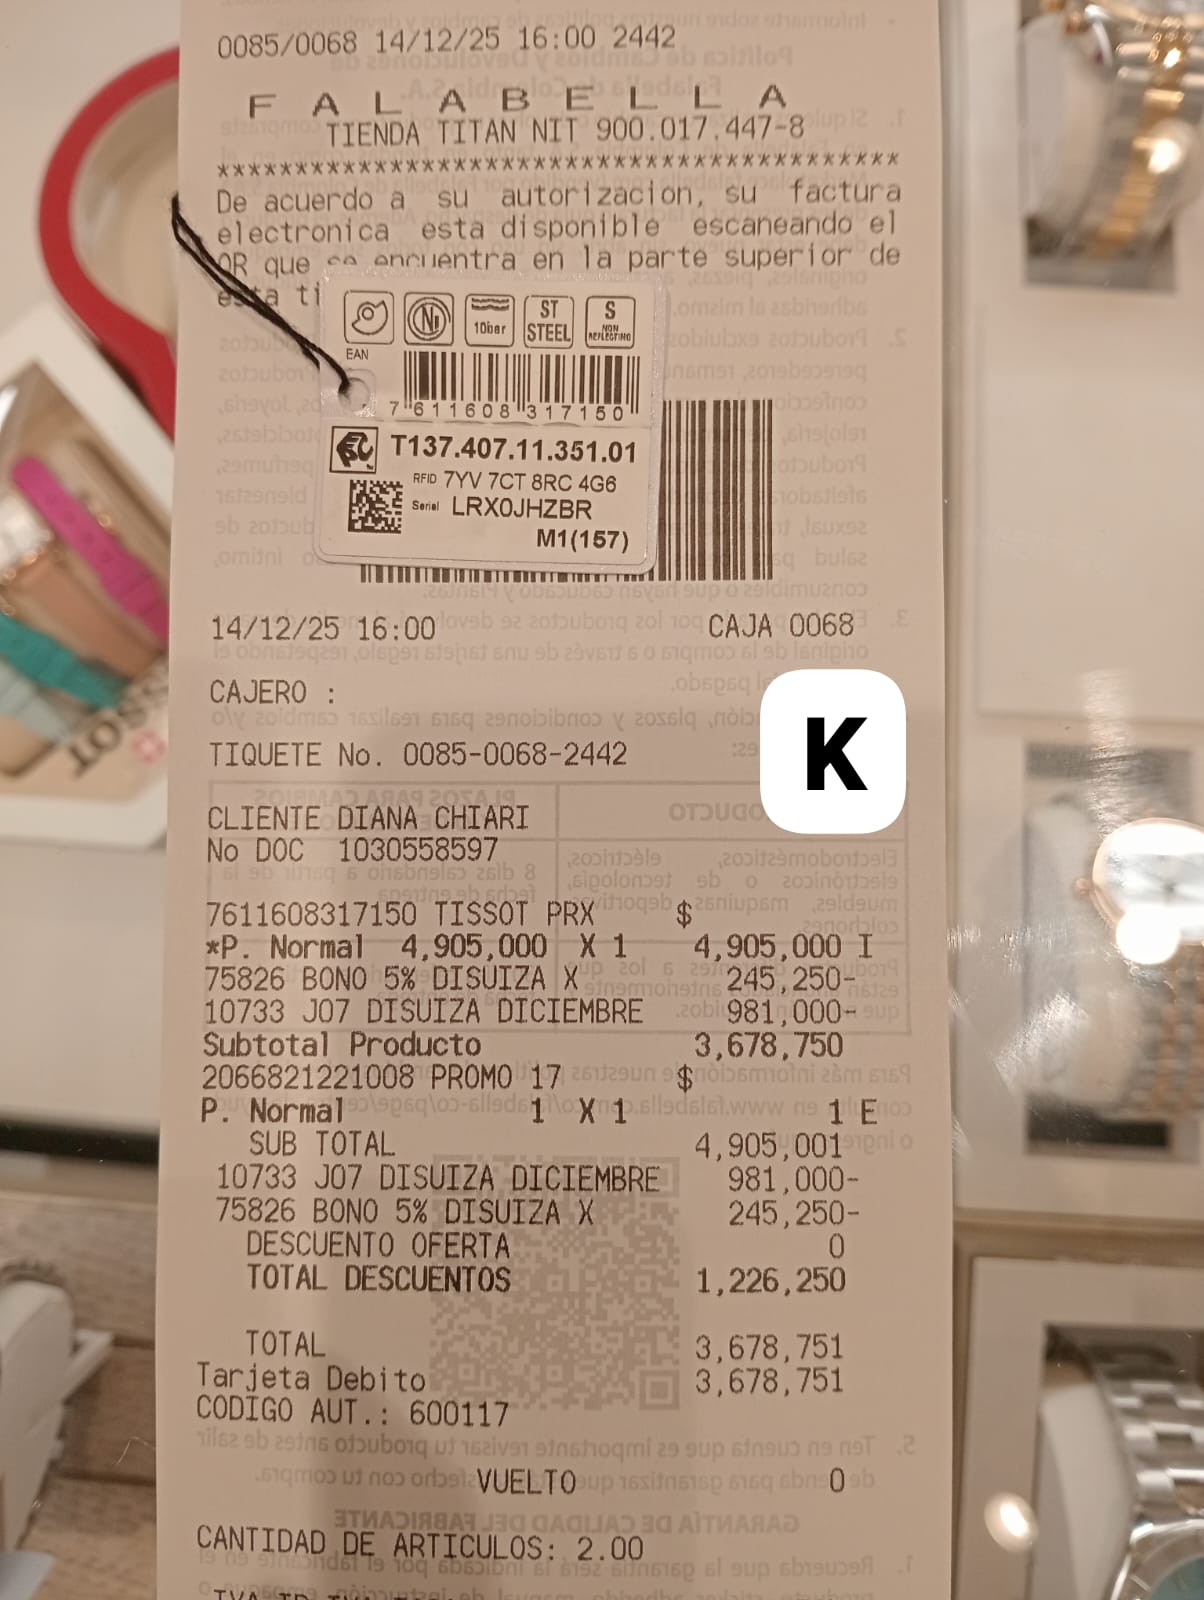 0085/0068 14/12/25 16:00 2442
F A L A B E L L A
TIENDA TITAN NIT 900.017.447-8
******************************************
De acuerdo a su autorizacion, su factura
electronica esta disponible escaneando el
QR que se encuentra en la parte superior de
esta ti
10bar
ST
STEEL
S
NON
REFLECTING
EAN
7 611608 317150
T137.407.11.351.01
RFID 7YV 7CT 8RC 4G6
Serial LRX0JHZBR
M1(157)
14/12/25 16:00 CAJA 0068
CAJERO :
K
TIQUETE No. 0085-0068-2442
CLIENTE DIANA CHIARI
No DOC 1030558597
7611608317150 TISSOT PRX $
*P. Normal 4,905,000 X 1 4,905,000 I
75826 BONO 5% DISUIZA X 245,250-
10733 J07 DISUIZA DICIEMBRE 981,000-
Subtotal Producto 3,678,750
2066821221008 PROMO 17 $
P. Normal 1 X 1 1 E
SUB TOTAL 4,905,001
10733 J07 DISUIZA DICIEMBRE 981,000-
75826 BONO 5% DISUIZA X 245,250-
DESCUENTO OFERTA 0
TOTAL DESCUENTOS 1,226,250
TOTAL 3,678,751
Tarjeta Debito 3,678,751
CODIGO AUT.: 600117
VUELTO 0
CANTIDAD DE ARTICULOS: 2.00